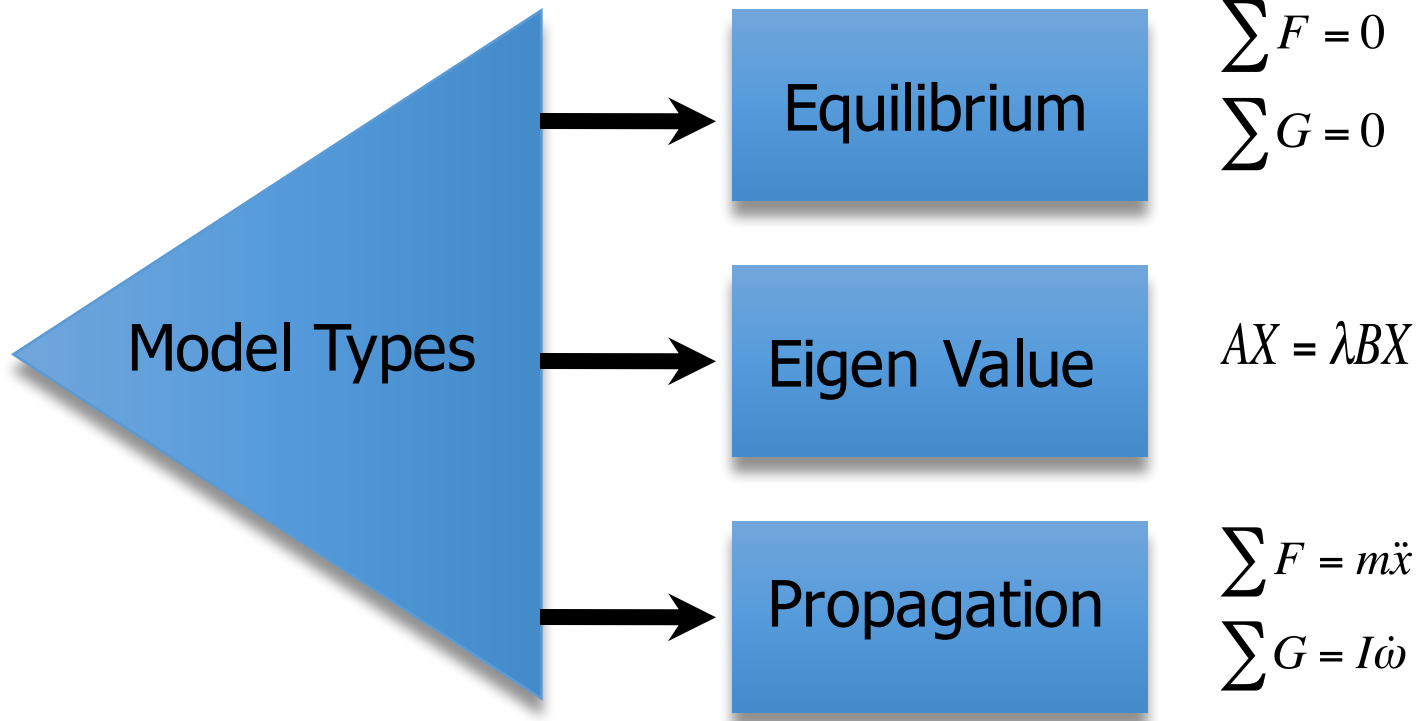 Model Types
Equilibrium
∑F = 0
∑G = 0
Eigen Value
AX = λBX
Propagation
∑F = mẍ
∑G = Iω̇